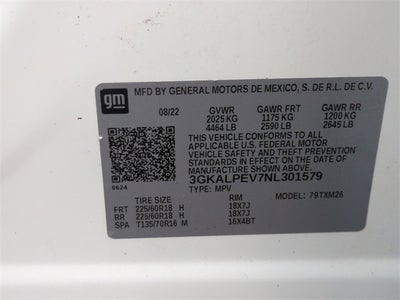 gm
MFD BY GENERAL MOTORS DE MEXICO, S. DE R.L. DE C.V.
08/22 GVWR GAWR FRT GAWR RR
2025 KG 1175 KG 1200 KG
4464 LB 2590 LB 2645 LB
THIS VEHICLE CONFORMS TO ALL
APPLICABLE U.S. FEDERAL MOTOR
VEHICLE SAFETY, BUMPER, AND THEFT
PREVENTION STANDARDS IN EFFECT
ON THE DATE OF
MANUFACTURE SHOWN ABOVE.
3GKALPEV7NL301579
6624 TYPE: MPV MODEL: 79TXM26
TIRE SIZE RIM
FRT 225/60R18 H 18X7J
RR 225/60R18 H 18X7J
SPA T135/70R16 M 16X4BT